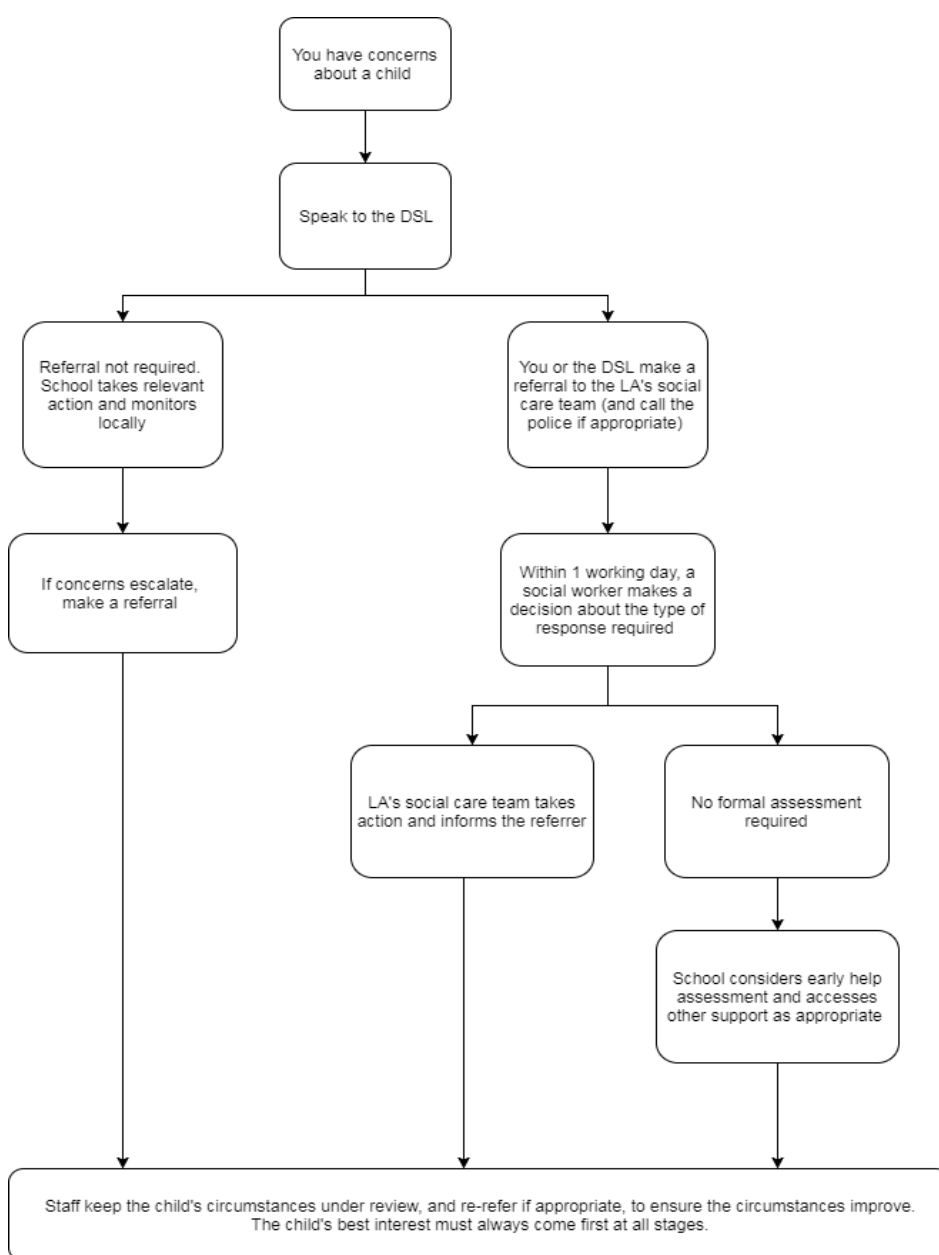 You have concerns
about a child
Speak to the DSL
Referral not required.
School takes relevant
action and monitors
locally
You or the DSL make a
referral to the LA's social
care team (and call the
police if appropriate)
If concerns escalate,
make a referral
Within 1 working day, a
social worker makes a
decision about the type of
response required
LA's social care team takes
action and informs the referrer
No formal assessment
required
School considers early help
assessment and accesses
other support as appropriate
Staff keep the child's circumstances under review, and re-refer if appropriate, to ensure the circumstances improve.
The child's best interest must always come first at all stages.